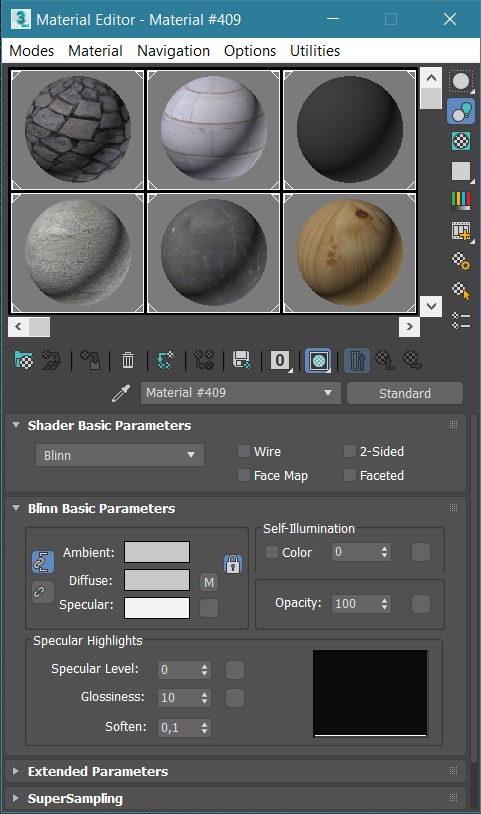 Material Editor - Material #409
Modes Material Navigation Options Utilities
0
Material #409 Standard
Shader Basic Parameters
Blinn
Wire 2-Sided
Face Map Faceted
Blinn Basic Parameters
Self-Illumination
Ambient: Color 0
Diffuse: M
Specular: Opacity: 100
Specular Highlights
Specular Level: 0
Glossiness: 10
Soften: 0,1
Extended Parameters
SuperSampling